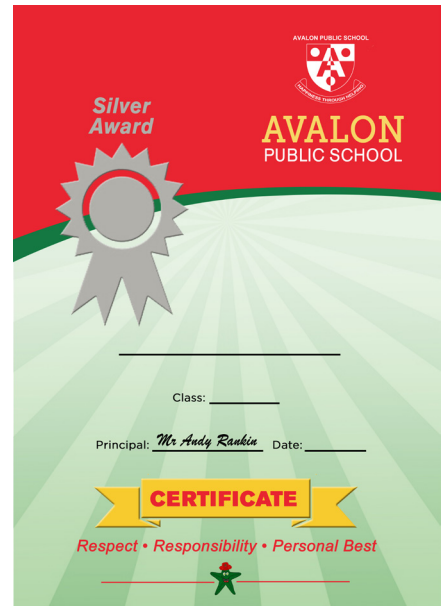 AVALON PUBLIC SCHOOL
HAPPINESS THROUGH HELPING
Silver
Award
AVALON
PUBLIC SCHOOL
Class:
Principal: Mr Andy Rankin Date:
CERTIFICATE
Respect • Responsibility • Personal Best